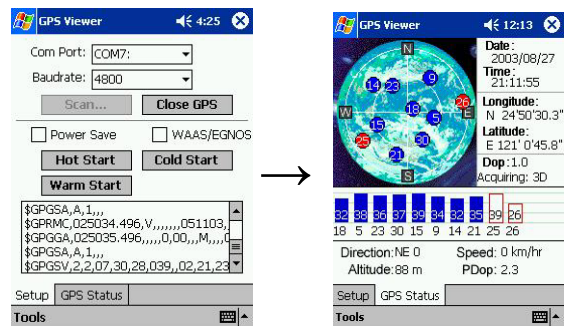 GPS Viewer 4:25
Com Port: COM7:
Baudrate: 4800
Scan... Close GPS
Power Save WAAS/EGNOS
Hot Start Cold Start
Warm Start
$GPGSA,A,1,,,
$GPRMC,025034.496,V,,,,,,,051103,,
$GPGGA,025035.496,,,,,0,00,,,M,,,,0
$GPGSA,A,1,,,
$GPGSV,2,2,07,30,28,039,,02,21,23
Setup GPS Status
Tools
→
GPS Viewer 12:13
N
W
E
S
14 23 9
18 26
15 5
25 30
21
Date:
2003/08/27
Time:
21:11:55
Longitude:
N 24'50'30.3"
Latitude:
E 121' 0'45.8"
Dop:1.0
Acquiring: 3D
32 38 36 37 39 34 32 35 39 26
18 5 23 30 15 9 14 21 25 26
Direction:NE 0 Speed: 0 km/hr
Altitude:88 m PDop: 2.3
Setup GPS Status
Tools